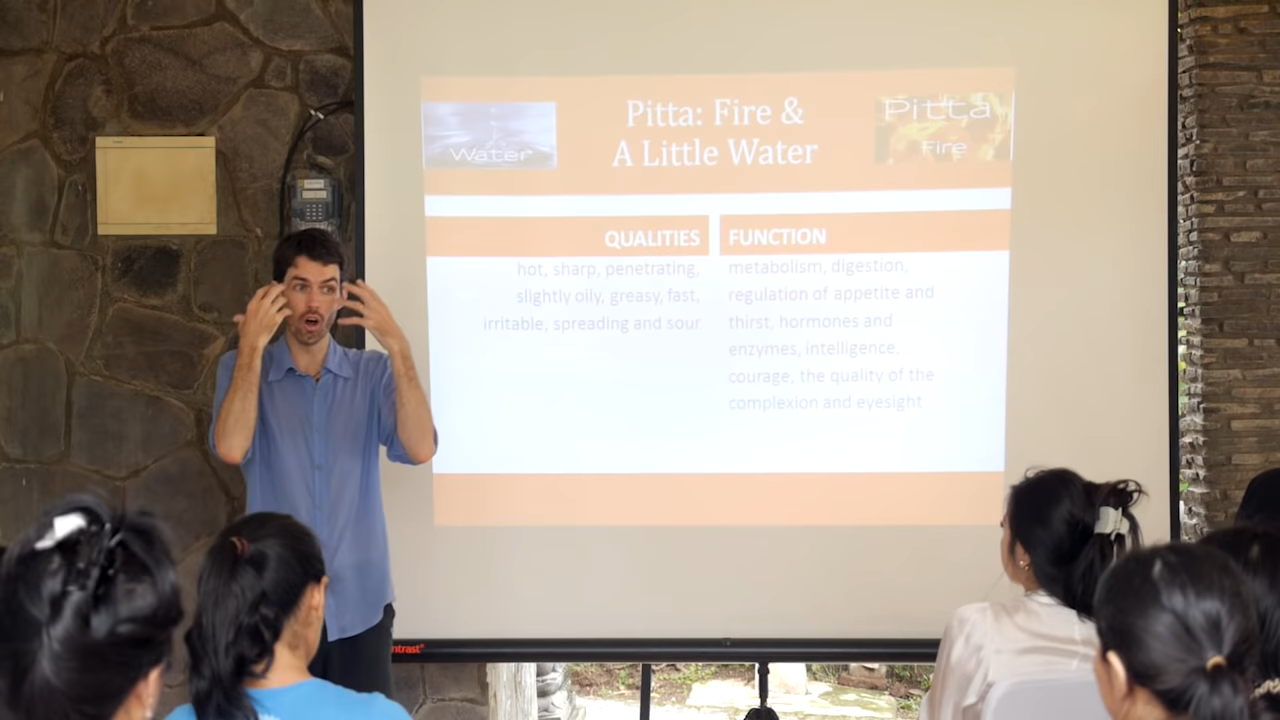 Pitta: Fire &
A Little Water
Water
Pitta
Fire
QUALITIES
hot, sharp, penetrating,
slightly oily, greasy, fast,
irritable, spreading and sour
FUNCTION
metabolism, digestion,
regulation of appetite and
thirst, hormones and
enzymes, intelligence,
courage, the quality of the
complexion and eyesight
ntrast®